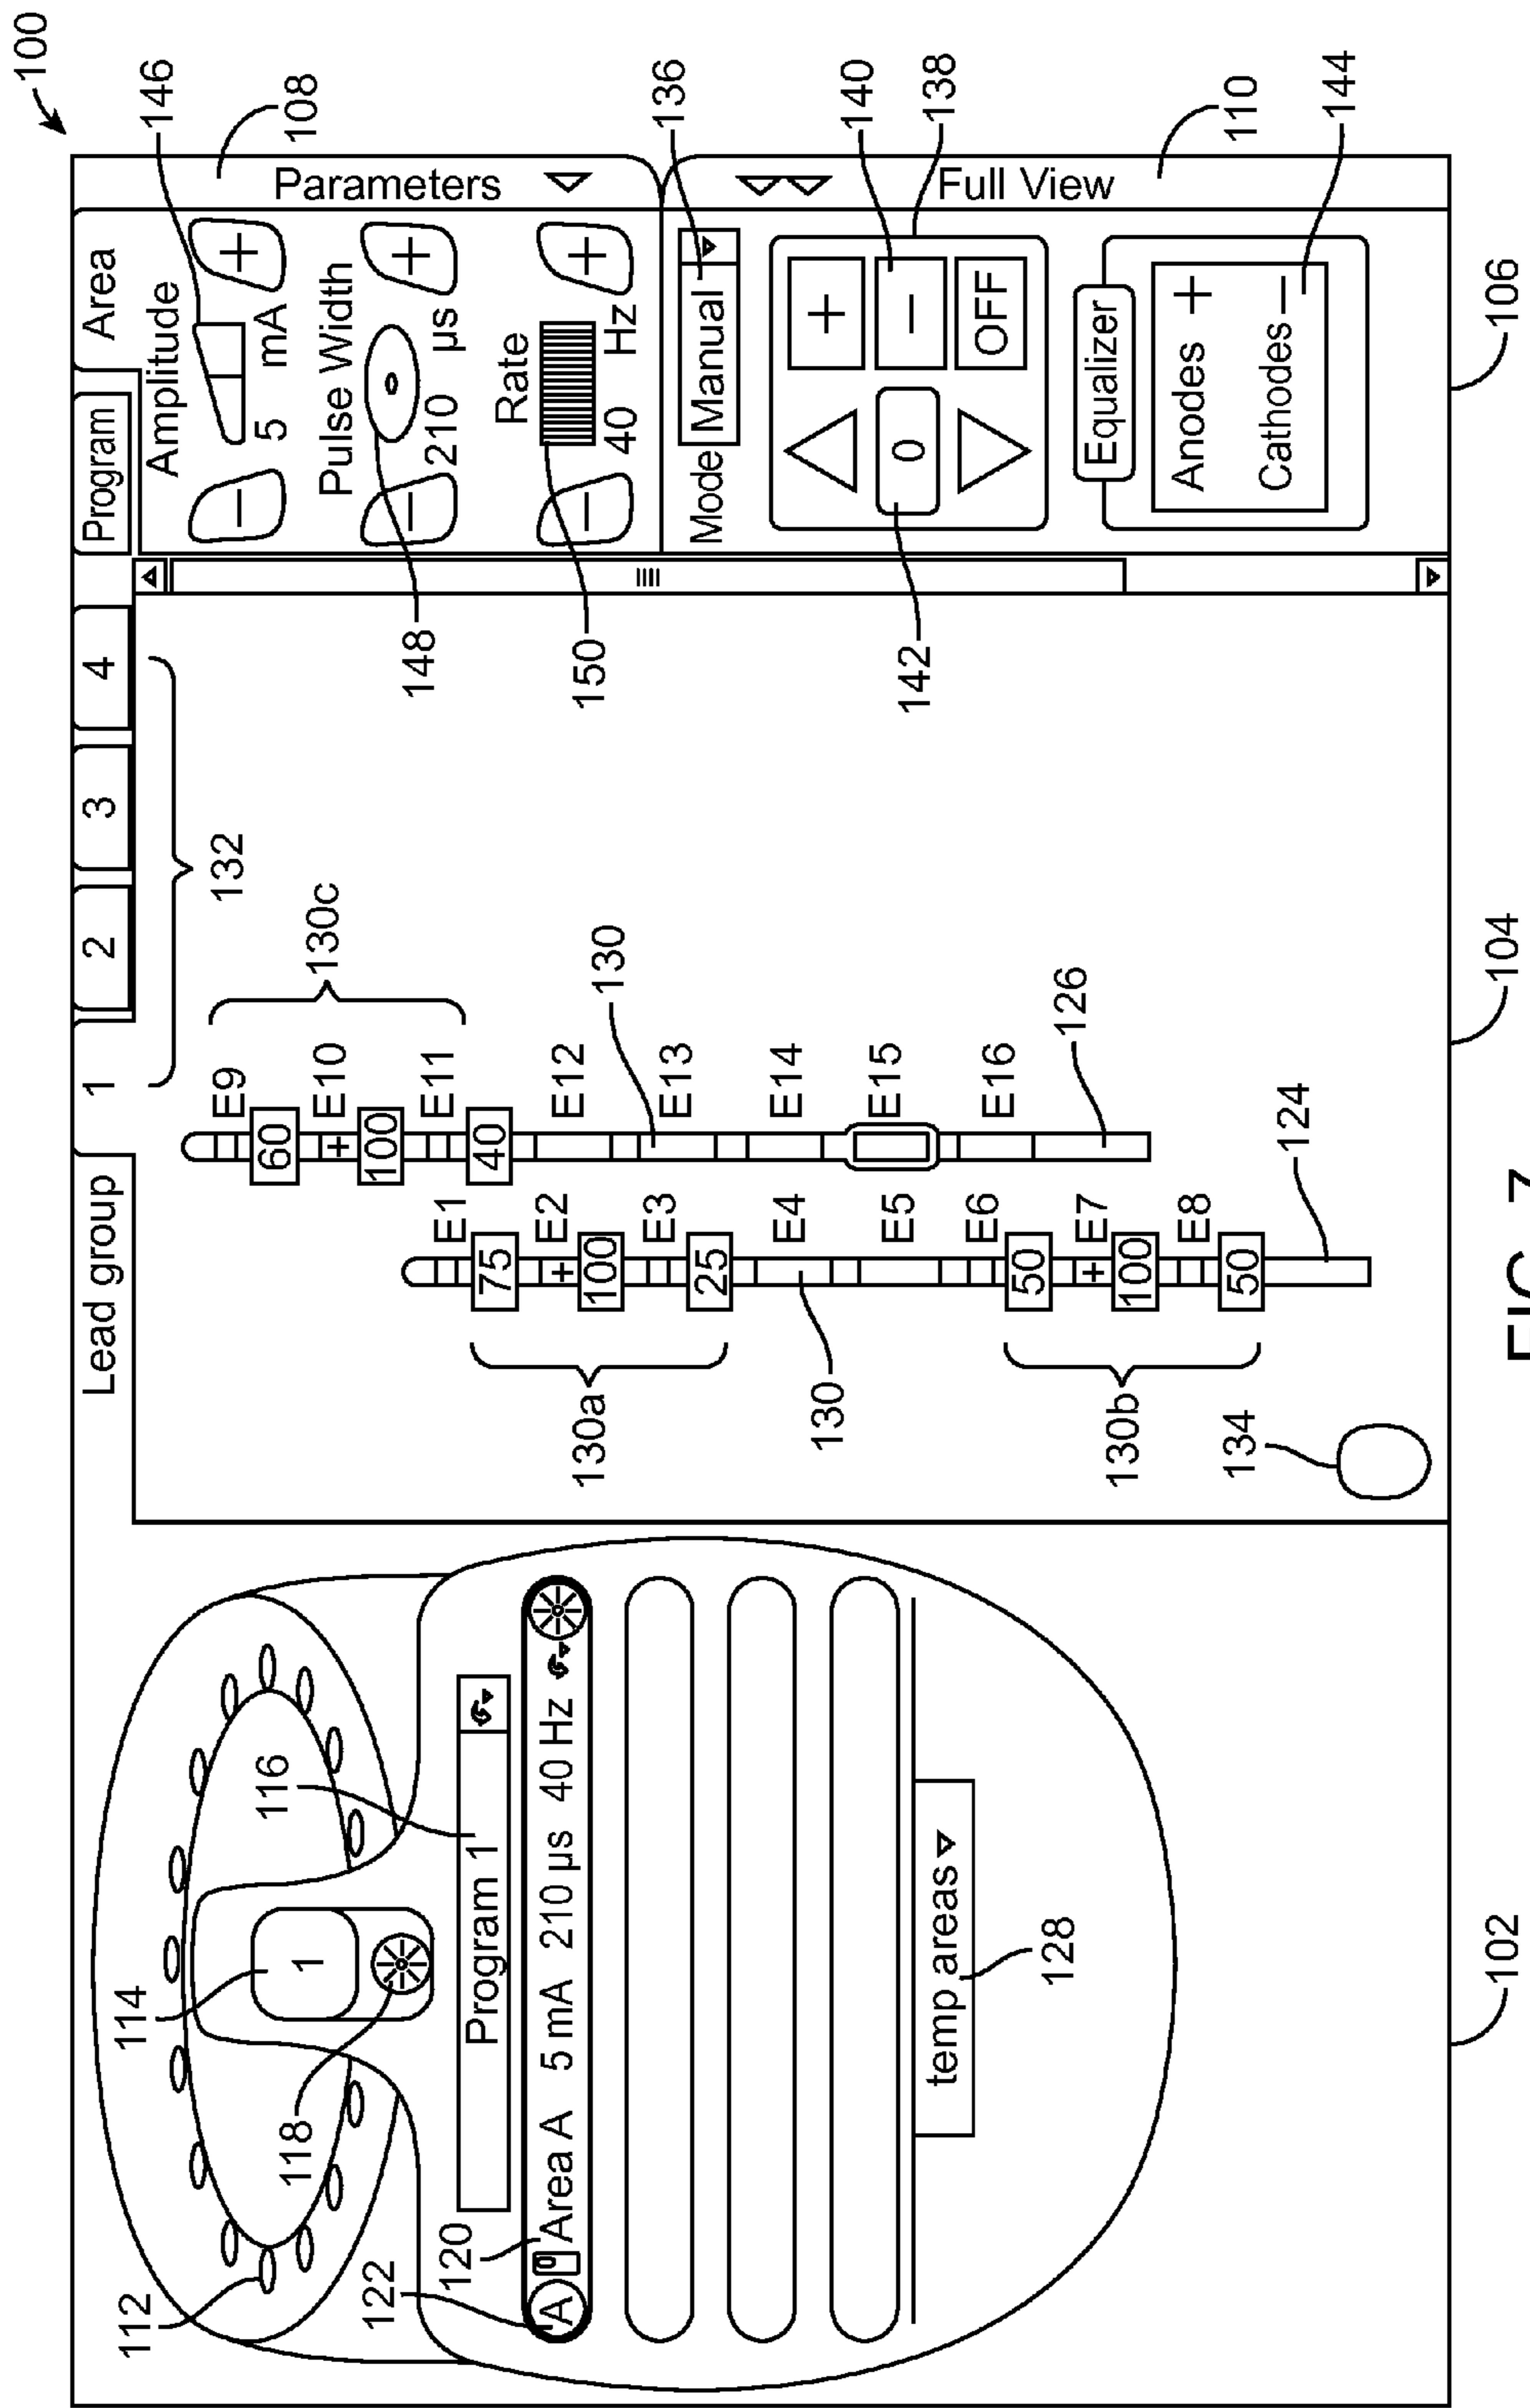 100
Lead group
1
2
3
4
Program
Area
132
Amplitude
146
−
+
5 mA
Pulse Width
148
−
+
210 µs
Rate
150
−
+
40 Hz
Parameters
108
Mode
Manual
136
+
−
OFF
0
140
138
142
Full View
110
Equalizer
Anodes +
Cathodes −
144
112
114
1
118
116
Program 1
120
122
A
Area A 5 mA 210 µs 40 Hz
temp areas
128
E9
60
E10
+
100
E11
40
E12
E13
E14
E15
E16
130c
130
126
E1
75
E2
+
100
E3
25
E4
E5
E6
50
E7
+
100
E8
50
130a
130
130b
124
134
102
104
106